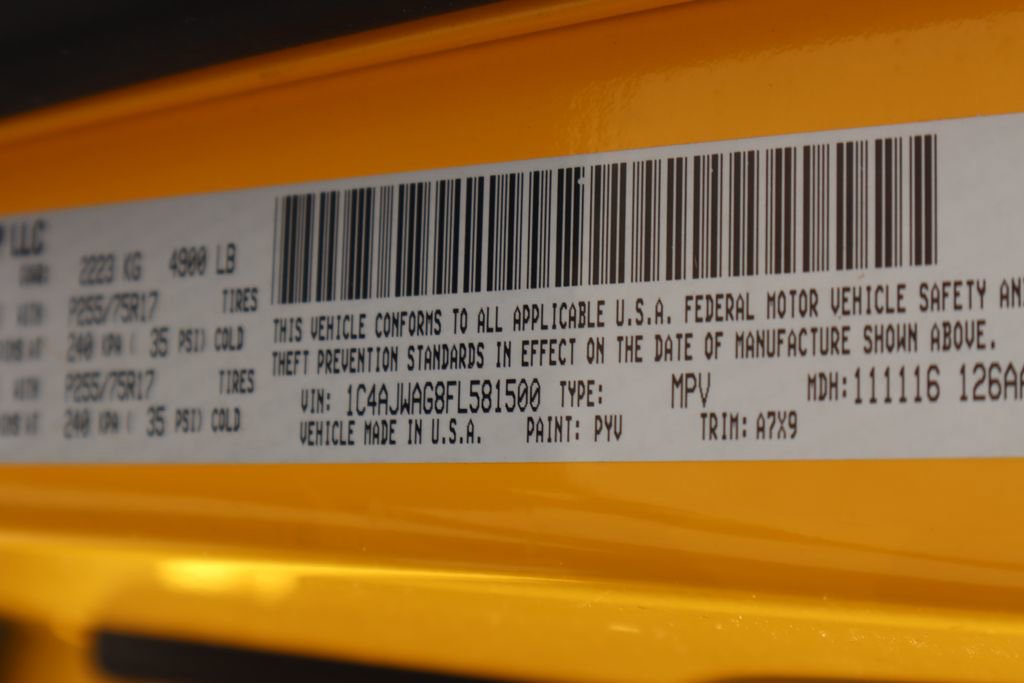 LLC
2223 KG 4900 LB
WITH P255/75R17 TIRES
240 KPA ( 35 PSI) COLD
WITH P255/75R17 TIRES
240 KPA ( 35 PSI) COLD
THIS VEHICLE CONFORMS TO ALL APPLICABLE U.S.A. FEDERAL MOTOR VEHICLE SAFETY AN
THEFT PREVENTION STANDARDS IN EFFECT ON THE DATE OF MANUFACTURE SHOWN ABOVE.
VIN: 1C4AJWAG8FL581500 TYPE: MPV MDH: 111116 126AA
VEHICLE MADE IN U.S.A. PAINT: PYV TRIM: A7X9